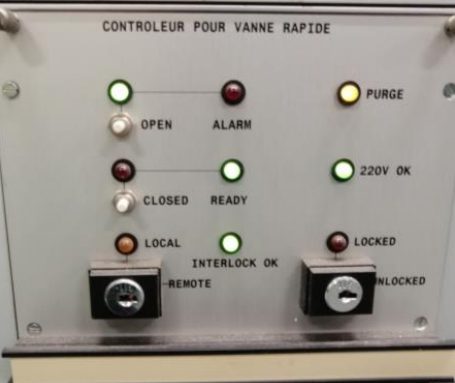 CONTROLEUR POUR VANNE RAPIDE
OPEN ALARM PURGE
CLOSED READY 220V OK
LOCAL INTERLOCK OK LOCKED
REMOTE UNLOCKED